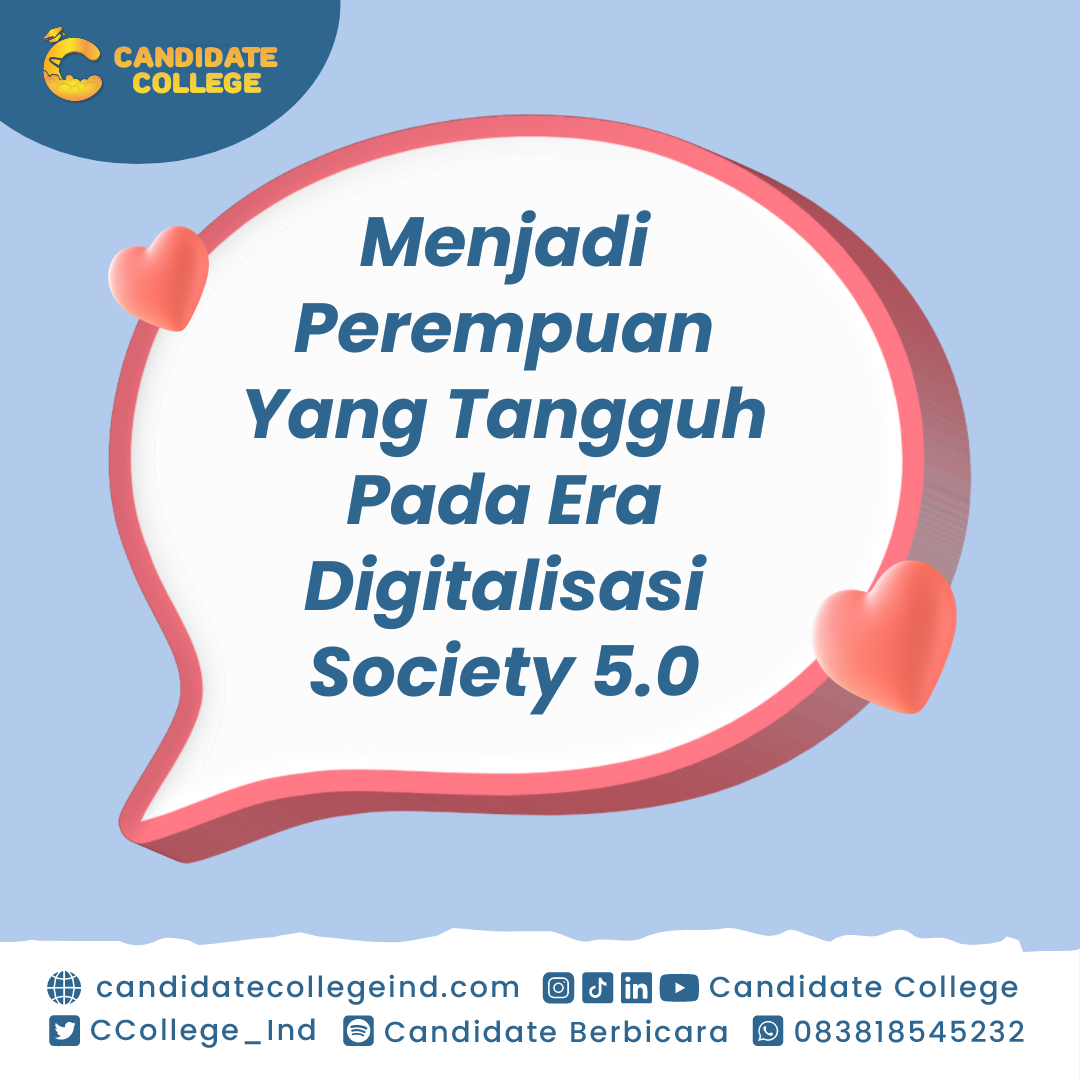 CANDIDATE
COLLEGE
Menjadi
Perempuan
Yang Tangguh
Pada Era
Digitalisasi
Society 5.0
candidatecollegeind.com Candidate College
CCollege_Ind Candidate Berbicara 083818545232